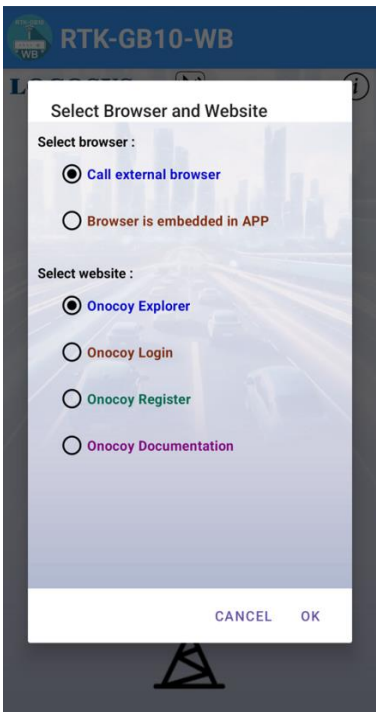 RTK-GB10-WB
WB
Select Browser and Website
Select browser :
Call external browser
Browser is embedded in APP
Select website :
Onocoy Explorer
Onocoy Login
Onocoy Register
Onocoy Documentation
CANCEL OK